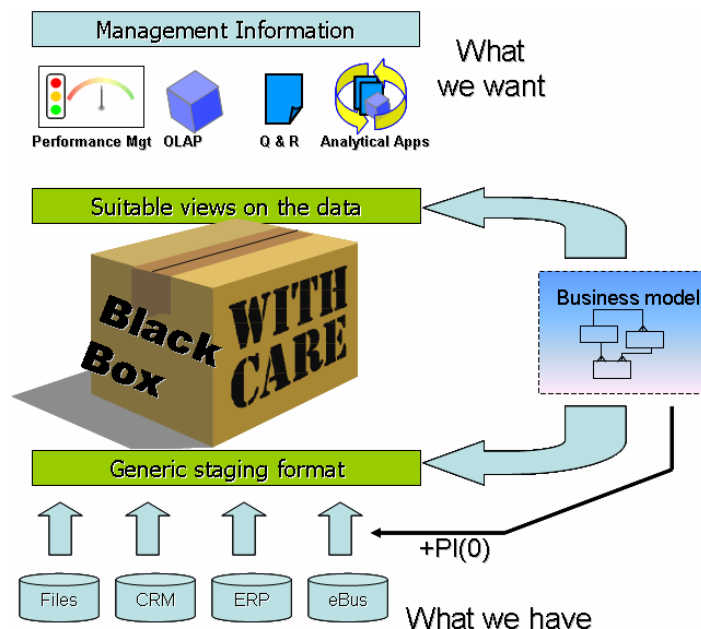 Management Information
What
we want
Performance Mgt
OLAP
Q & R
Analytical Apps
Suitable views on the data
Black
Box
WITH
CARE
Business model
Generic staging format
+PI(0)
Files
CRM
ERP
eBus
What we have